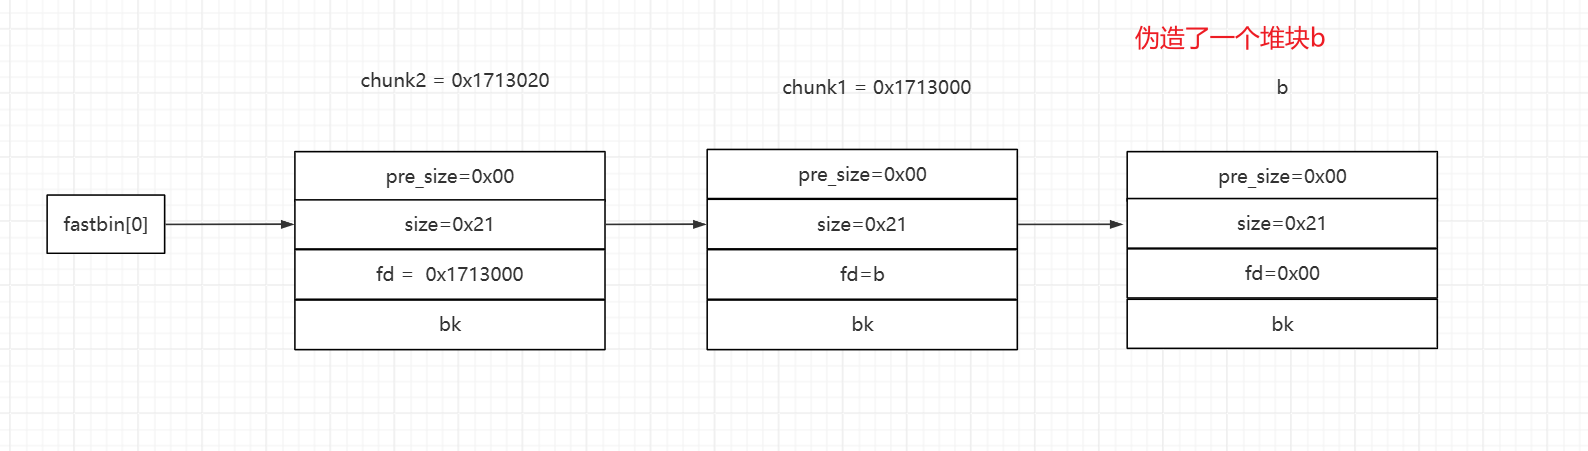 伪造了一个堆块b
chunk2 = 0x1713020
chunk1 = 0x1713000
b
fastbin[0]
pre_size=0x00
size=0x21
fd = 0x1713000
bk
pre_size=0x00
size=0x21
fd=b
bk
pre_size=0x00
size=0x21
fd=0x00
bk